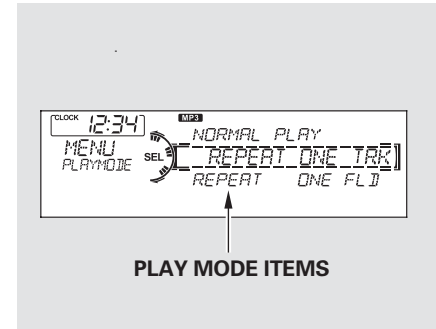 CLOCK 12:34 MP3
NORMAL PLAY
MENU
PLAYMODE
SEL
REPEAT ONE TRK
REPEAT ONE FLD
PLAY MODE ITEMS